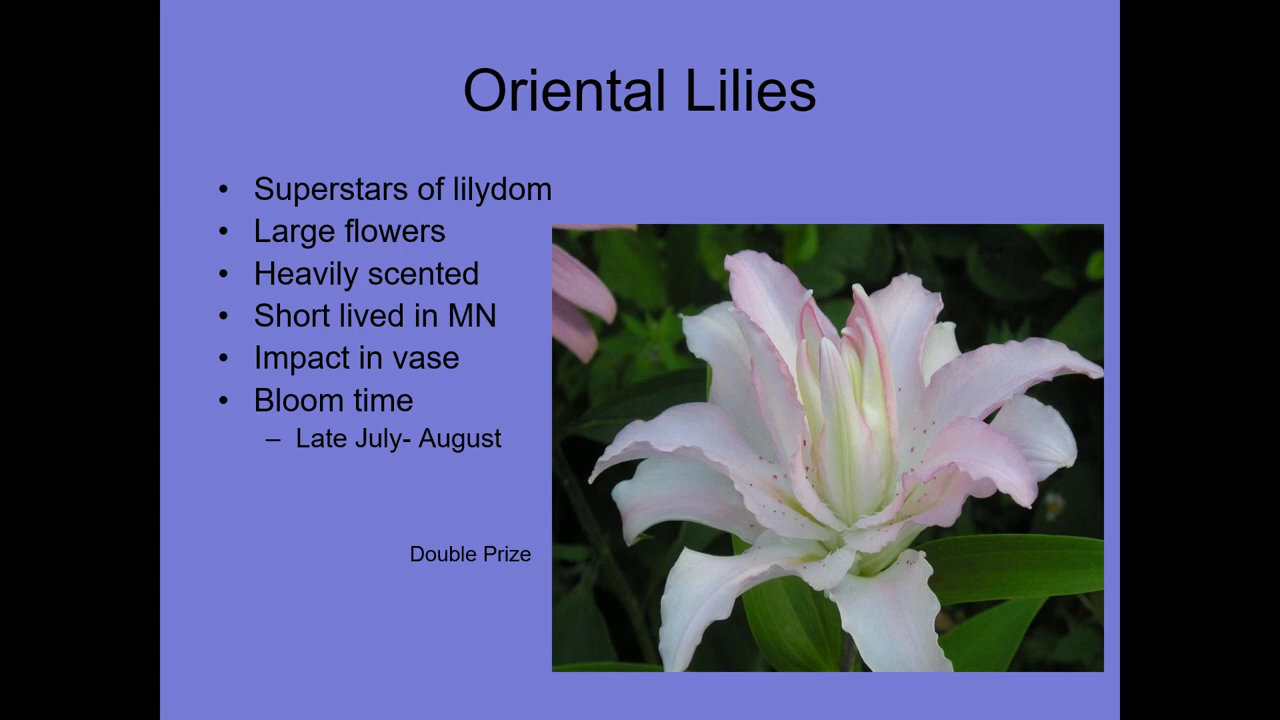 Oriental Lilies
• Superstars of lilydom
• Large flowers
• Heavily scented
• Short lived in MN
• Impact in vase
• Bloom time
– Late July- August
Double Prize